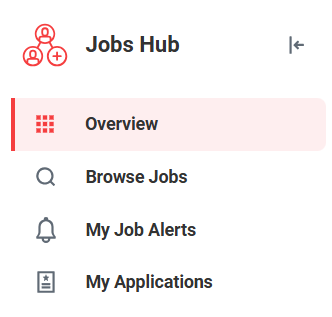 Jobs Hub
Overview
Browse Jobs
My Job Alerts
My Applications